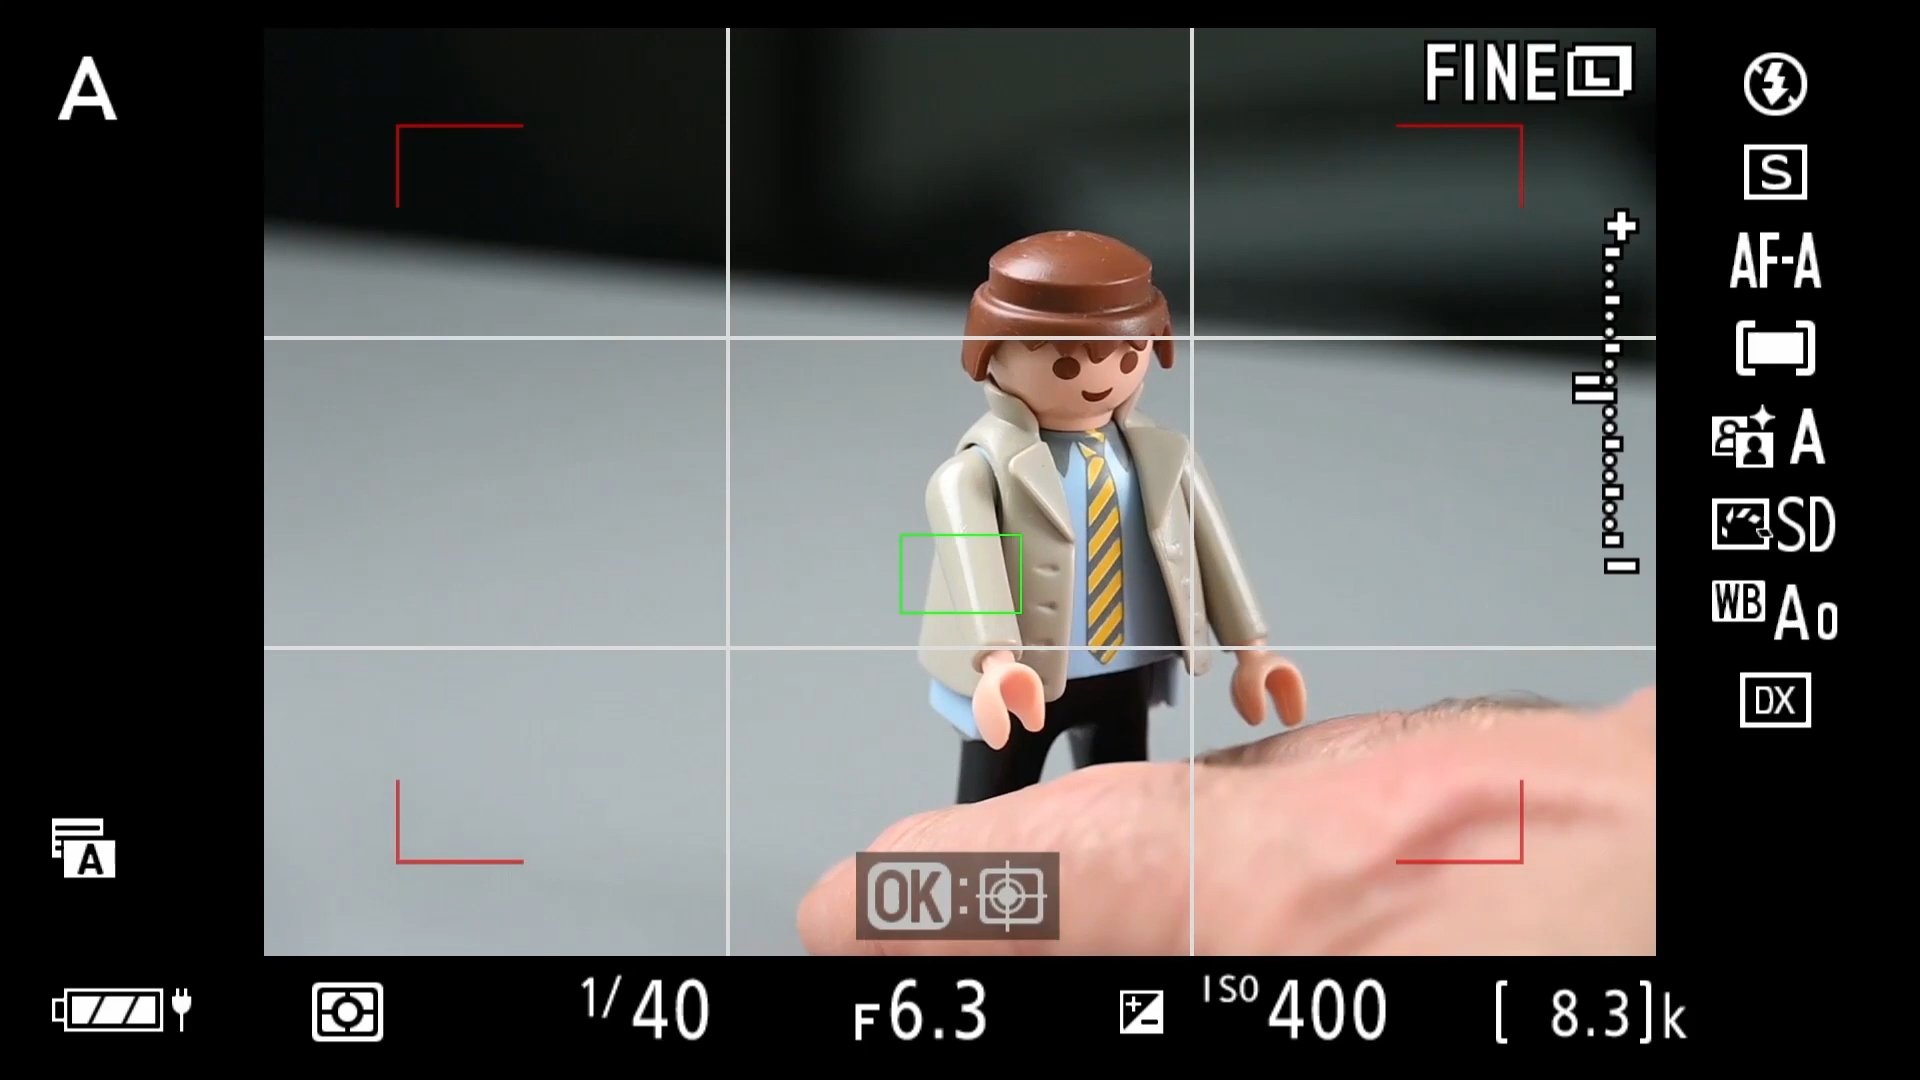 A
FINE L
S
AF-A
A
SD
WB A0
DX
A
OK:
1/40
F6.3
ISO 400
[ 8.3]k